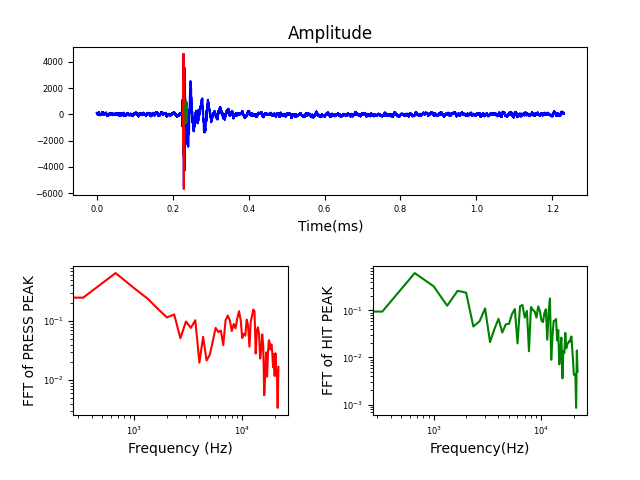 Amplitude
4000
2000
0
−2000
−4000
−6000
0.0 0.2 0.4 0.6 0.8 1.0 1.2
Time(ms)
FFT of PRESS PEAK
10⁻¹
10⁻²
10³ 10⁴
Frequency (Hz)
FFT of HIT PEAK
10⁻¹
10⁻²
10⁻³
10³ 10⁴
Frequency(Hz)